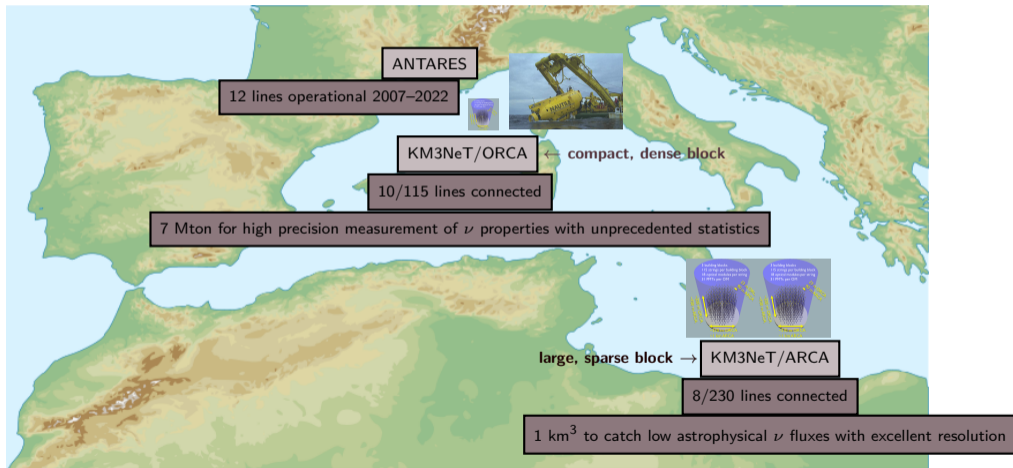 ANTARES
12 lines operational 2007–2022
KM3NeT/ORCA ← compact, dense block
10/115 lines connected
7 Mton for high precision measurement of ν properties with unprecedented statistics
large, sparse block → KM3NeT/ARCA
8/230 lines connected
1 km³ to catch low astrophysical ν fluxes with excellent resolution